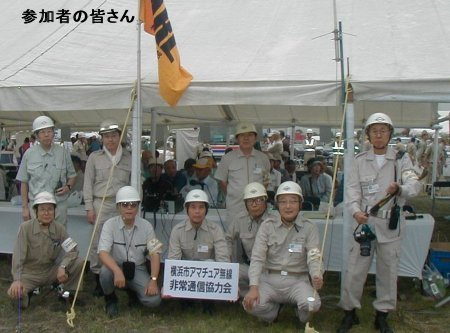 参加者の皆さん
横浜市アマチュア無線
非常通信協力会